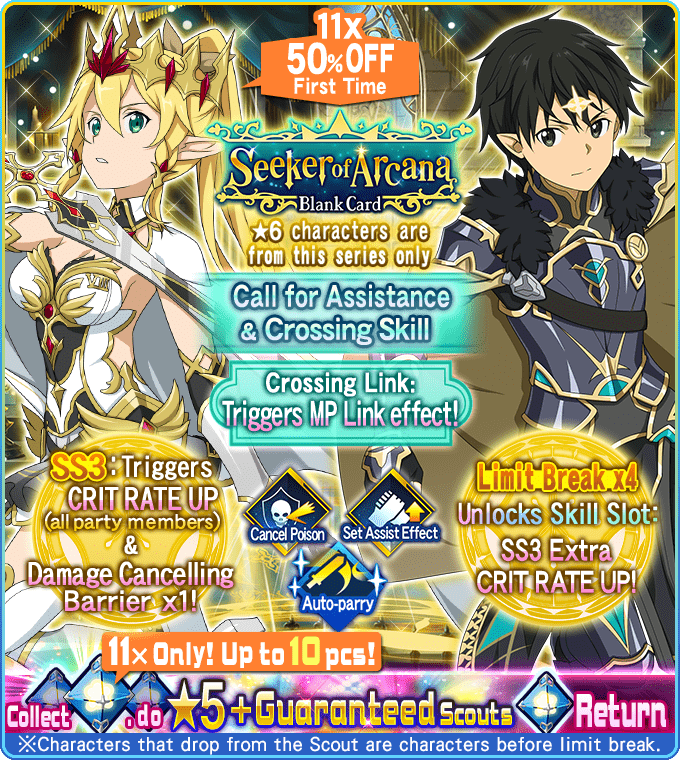 11x
50%OFF
First Time
Seeker of Arcana
Blank Card
★6 characters are
from this series only
Call for Assistance
& Crossing Skill
Crossing Link:
Triggers MP Link effect!
SS3:Triggers
CRIT RATE UP
(all party members)
&
Damage Cancelling
Barrier x1!
Cancel Poison
Set Assist Effect
Auto-parry
Limit Break x4
Unlocks Skill Slot:
SS3 Extra
CRIT RATE UP!
11x Only! Up to 10 pcs!
Collect , do ★5+Guaranteed Scouts Return
※Characters that drop from the Scout are characters before limit break.